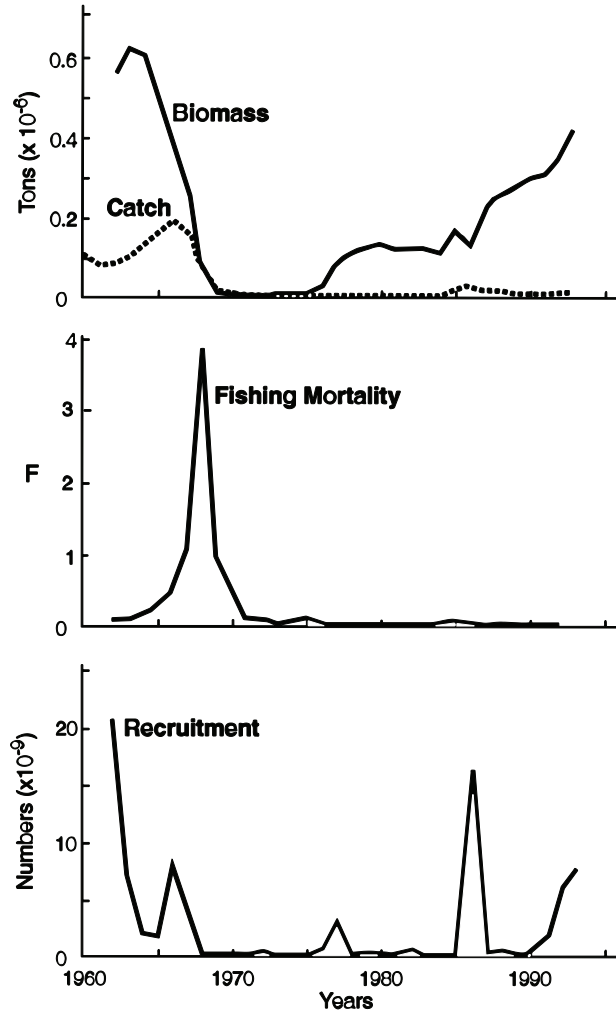 Tons (x 10-6)
0.6
0.4
0.2
0
Biomass
Catch
F
4
3
2
1
0
Fishing Mortality
Numbers (x10-9)
20
10
0
Recruitment
1960 1970 1980 1990
Years